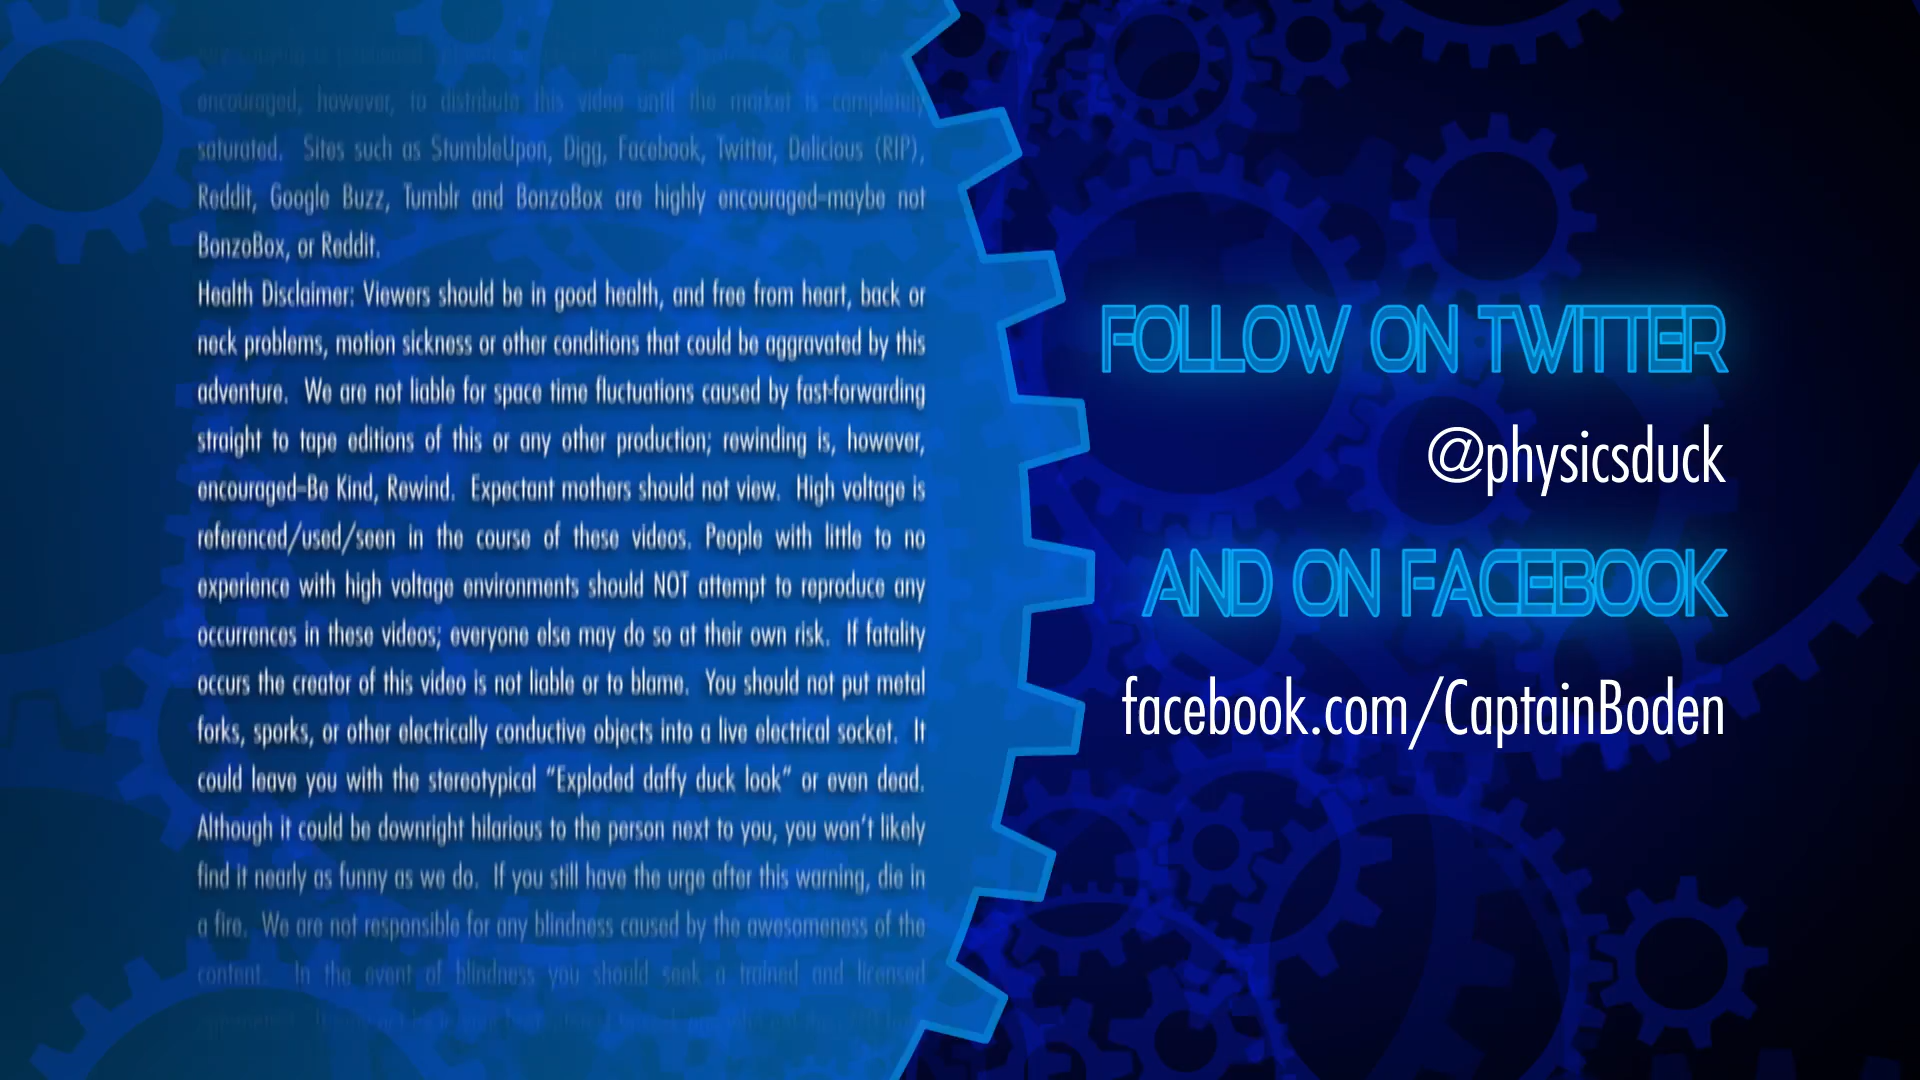 encouraged, however, to distribute this video until the market is completely
saturated. Sites such as StumbleUpon, Digg, Facebook, Twitter, Delicious (RIP),
Reddit, Google Buzz, Tumblr and BonzoBox are highly encouraged–maybe not
BonzoBox, or Reddit.
Health Disclaimer: Viewers should be in good health, and free from heart, back or
neck problems, motion sickness or other conditions that could be aggravated by this
adventure. We are not liable for space time fluctuations caused by fast-forwarding
straight to tape editions of this or any other production; rewinding is, however,
encouraged–Be Kind, Rewind. Expectant mothers should not view. High voltage is
referenced/used/seen in the course of these videos. People with little to no
experience with high voltage environments should NOT attempt to reproduce any
occurrences in these videos; everyone else may do so at their own risk. If fatality
occurs the creator of this video is not liable or to blame. You should not put metal
forks, sporks, or other electrically conductive objects into a live electrical socket. It
could leave you with the stereotypical “Exploded daffy duck look” or even dead.
Although it could be downright hilarious to the person next to you, you won’t likely
find it nearly as funny as we do. If you still have the urge after this warning, die in
a fire. We are not responsible for any blindness caused by the awesomeness of the
content. In the event of blindness you should seek a trained and licensed
FOLLOW ON TWITTER
@physicsduck
AND ON FACEBOOK
facebook.com/CaptainBoden